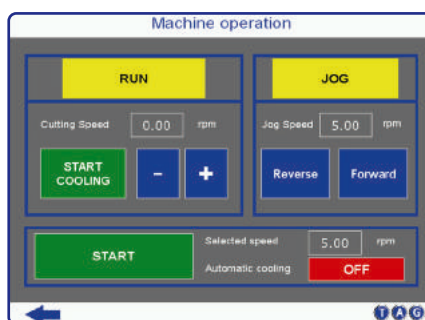 Machine operation
RUN
Cutting Speed 0.00 rpm
START
COOLING
-
+
JOG
Jog Speed 5.00 rpm
Reverse Forward
START
Selected speed 5.00 rpm
Automatic cooling OFF
TAG